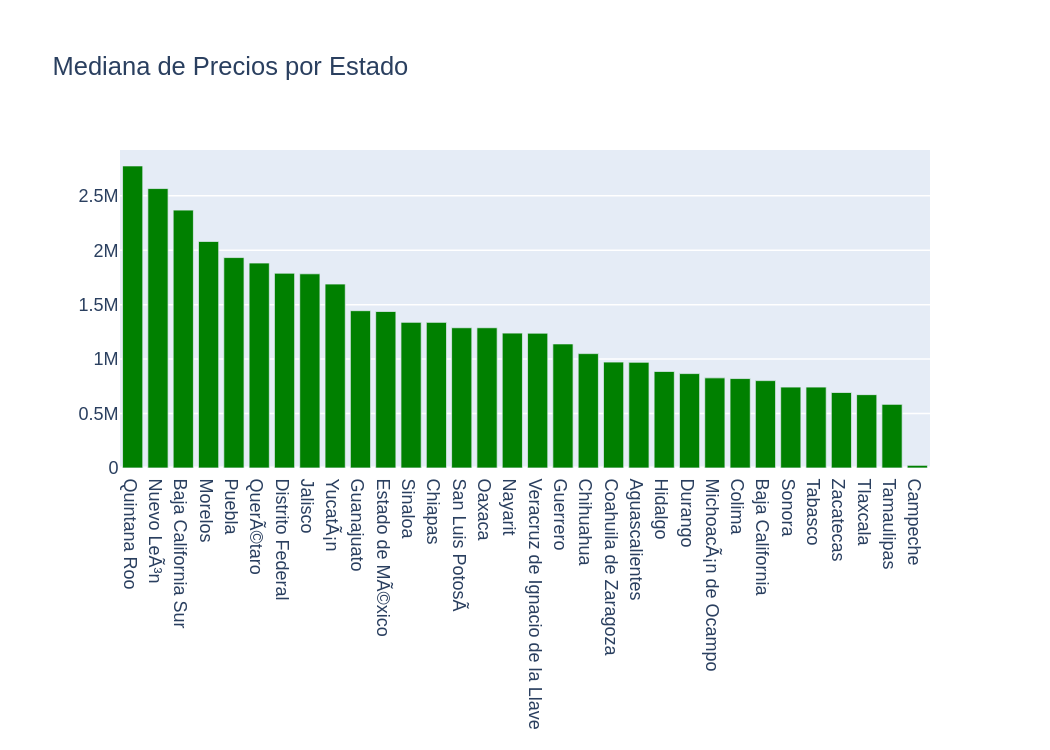 Mediana de Precios por Estado
2.5M
2M
1.5M
1M
0.5M
0
Quintana Roo
Nuevo LeÃ³n
Baja California Sur
Morelos
Puebla
QuerÃ©taro
Distrito Federal
Jalisco
YucatÃ¡n
Guanajuato
Estado de MÃ©xico
Sinaloa
Chiapas
San Luis PotosÃ
Oaxaca
Nayarit
Veracruz de Ignacio de la Llave
Guerrero
Chihuahua
Coahuila de Zaragoza
Aguascalientes
Hidalgo
Durango
MichoacÃ¡n de Ocampo
Colima
Baja California
Sonora
Tabasco
Zacatecas
Tlaxcala
Tamaulipas
Campeche